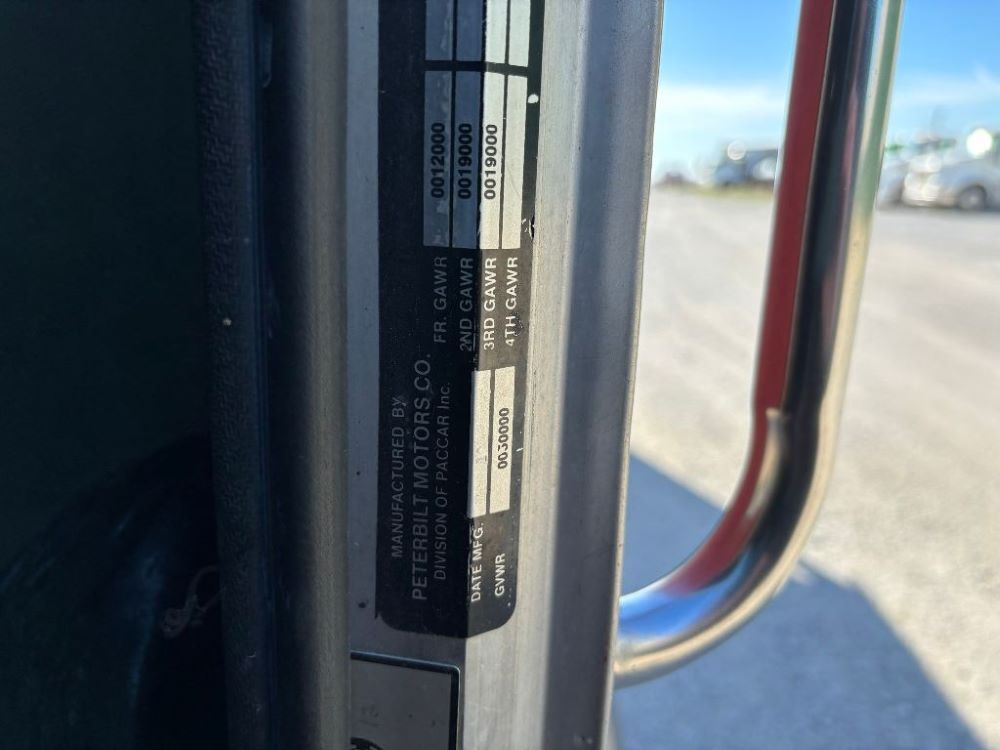 MANUFACTURED BY
PETERBILT MOTORS CO.
DIVISION OF PACCAR Inc.
DATE MFG.
GVWR 0050000
FR. GAWR 0012000
2ND GAWR 0019000
3RD GAWR 0019000
4TH GAWR